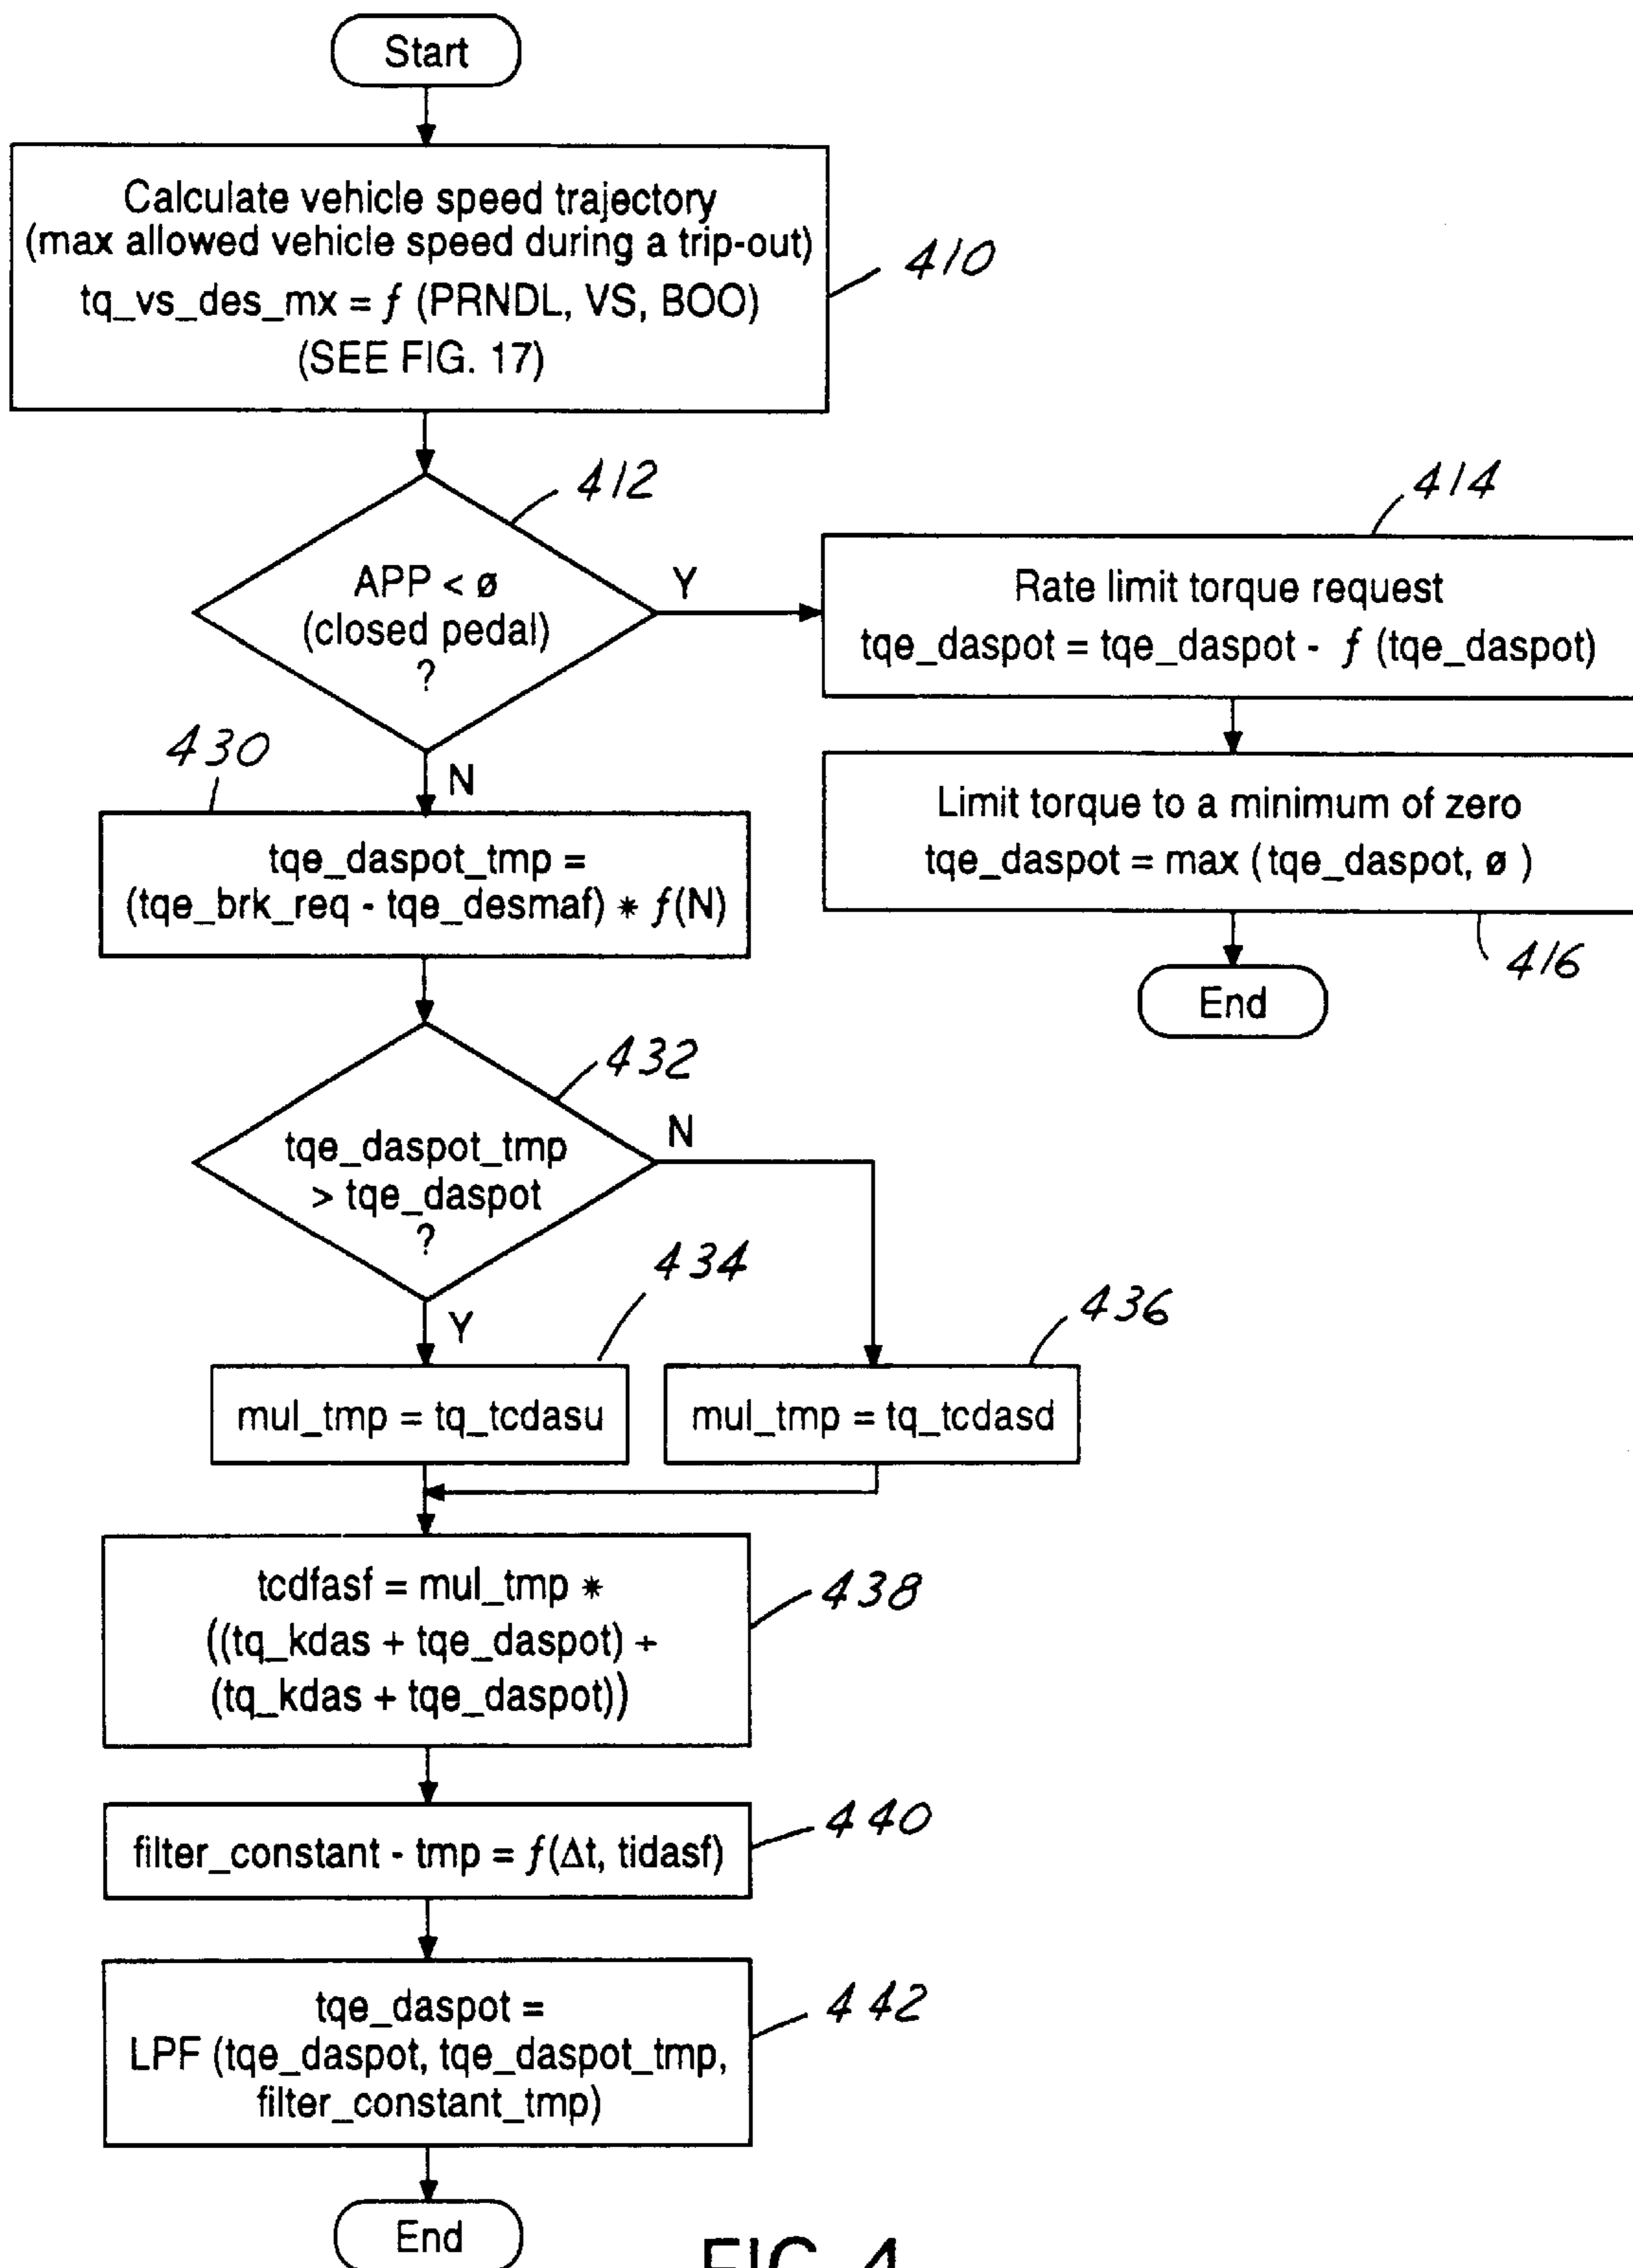 Start
Calculate vehicle speed trajectory
(max allowed vehicle speed during a trip-out)
tq_vs_des_mx = ƒ (PRNDL, VS, BOO)
(SEE FIG. 17)
410
412
APP < ø
(closed pedal)
?
Y
N
414
Rate limit torque request
tqe_daspot = tqe_daspot - ƒ (tqe_daspot)
Limit torque to a minimum of zero
tqe_daspot = max (tqe_daspot, ø )
416
End
430
tqe_daspot_tmp =
(tqe_brk_req - tqe_desmaf) * ƒ(N)
432
tqe_daspot_tmp
> tqe_daspot
?
N
Y
434
mul_tmp = tq_tcdasu
436
mul_tmp = tq_tcdasd
tcdfasf = mul_tmp *
((tq_kdas + tqe_daspot) ÷
(tq_kdas + tqe_daspot))
438
filter_constant - tmp = ƒ(Δt, tidasf)
440
tqe_daspot =
LPF (tqe_daspot, tqe_daspot_tmp,
filter_constant_tmp)
442
End
FIG. 4